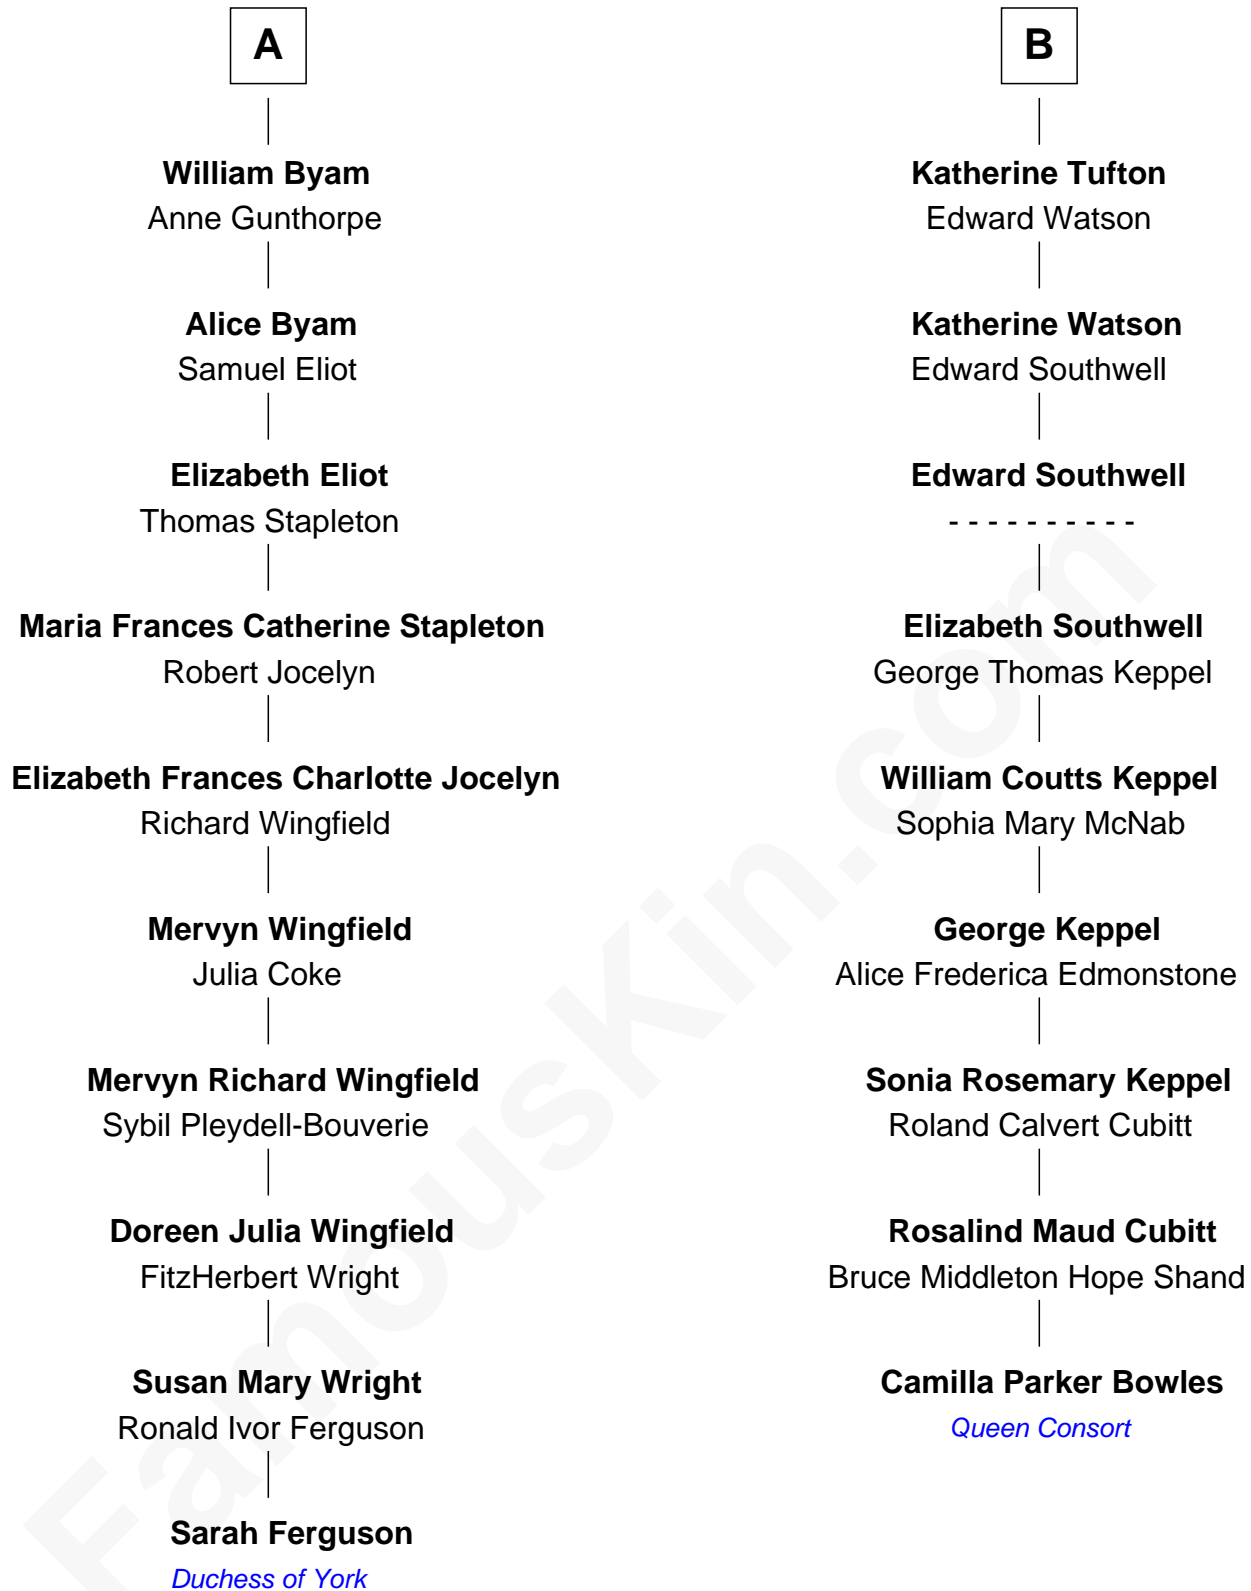 A
William Byam
Anne Gunthorpe
Alice Byam
Samuel Eliot
Elizabeth Eliot
Thomas Stapleton
Maria Frances Catherine Stapleton
Robert Jocelyn
Elizabeth Frances Charlotte Jocelyn
Richard Wingfield
Mervyn Wingfield
Julia Coke
Mervyn Richard Wingfield
Sybil Pleydell-Bouverie
Doreen Julia Wingfield
FitzHerbert Wright
Susan Mary Wright
Ronald Ivor Ferguson
Sarah Ferguson
Duchess of York
B
Katherine Tufton
Edward Watson
Katherine Watson
Edward Southwell
Edward Southwell
- - - - - - - - - -
Elizabeth Southwell
George Thomas Keppel
William Coutts Keppel
Sophia Mary McNab
George Keppel
Alice Frederica Edmonstone
Sonia Rosemary Keppel
Roland Calvert Cubitt
Rosalind Maud Cubitt
Bruce Middleton Hope Shand
Camilla Parker Bowles
Queen Consort
FamousKin.com